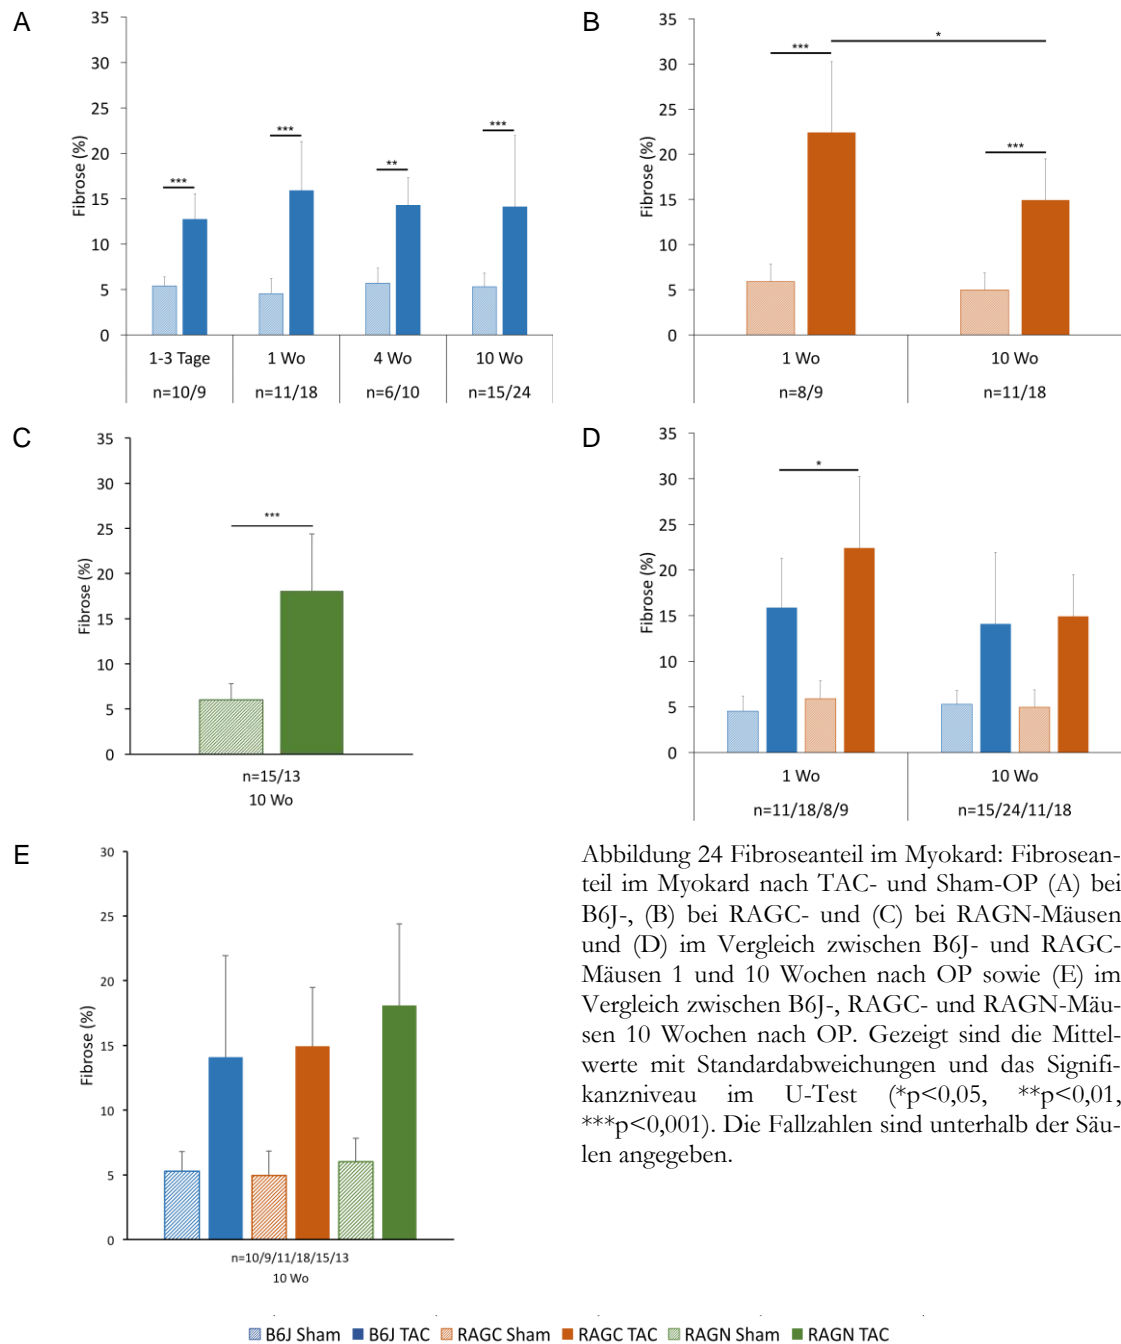 A
35
30
25
20
15
10
5
0
Fibrose (%)
***
***
**
***
1-3 Tage 1 Wo 4 Wo 10 Wo
n=10/9 n=11/18 n=6/10 n=15/24
B
35
30
25
20
15
10
5
0
Fibrose (%)
***
*
***
1 Wo 10 Wo
n=8/9 n=11/18
C
35
30
25
20
15
10
5
0
Fibrose (%)
***
n=15/13
10 Wo
D
35
30
25
20
15
10
5
0
Fibrose (%)
*
1 Wo 10 Wo
n=11/18/8/9 n=15/24/11/18
E
30
25
20
15
10
5
0
Fibrose (%)
n=10/9/11/18/15/13
10 Wo
Abbildung 24 Fibroseanteil im Myokard: Fibrosean-
teil im Myokard nach TAC- und Sham-OP (A) bei
B6J-, (B) bei RAGC- und (C) bei RAGN-Mäusen
und (D) im Vergleich zwischen B6J- und RAGC-
Mäusen 1 und 10 Wochen nach OP sowie (E) im
Vergleich zwischen B6J-, RAGC- und RAGN-Mäu-
sen 10 Wochen nach OP. Gezeigt sind die Mittel-
werte mit Standardabweichungen und das Signifi-
kanzniveau im U-Test (*p<0,05, **p<0,01,
***p<0,001). Die Fallzahlen sind unterhalb der Säu-
len angegeben.
B6J Sham B6J TAC RAGC Sham RAGC TAC RAGN Sham RAGN TAC